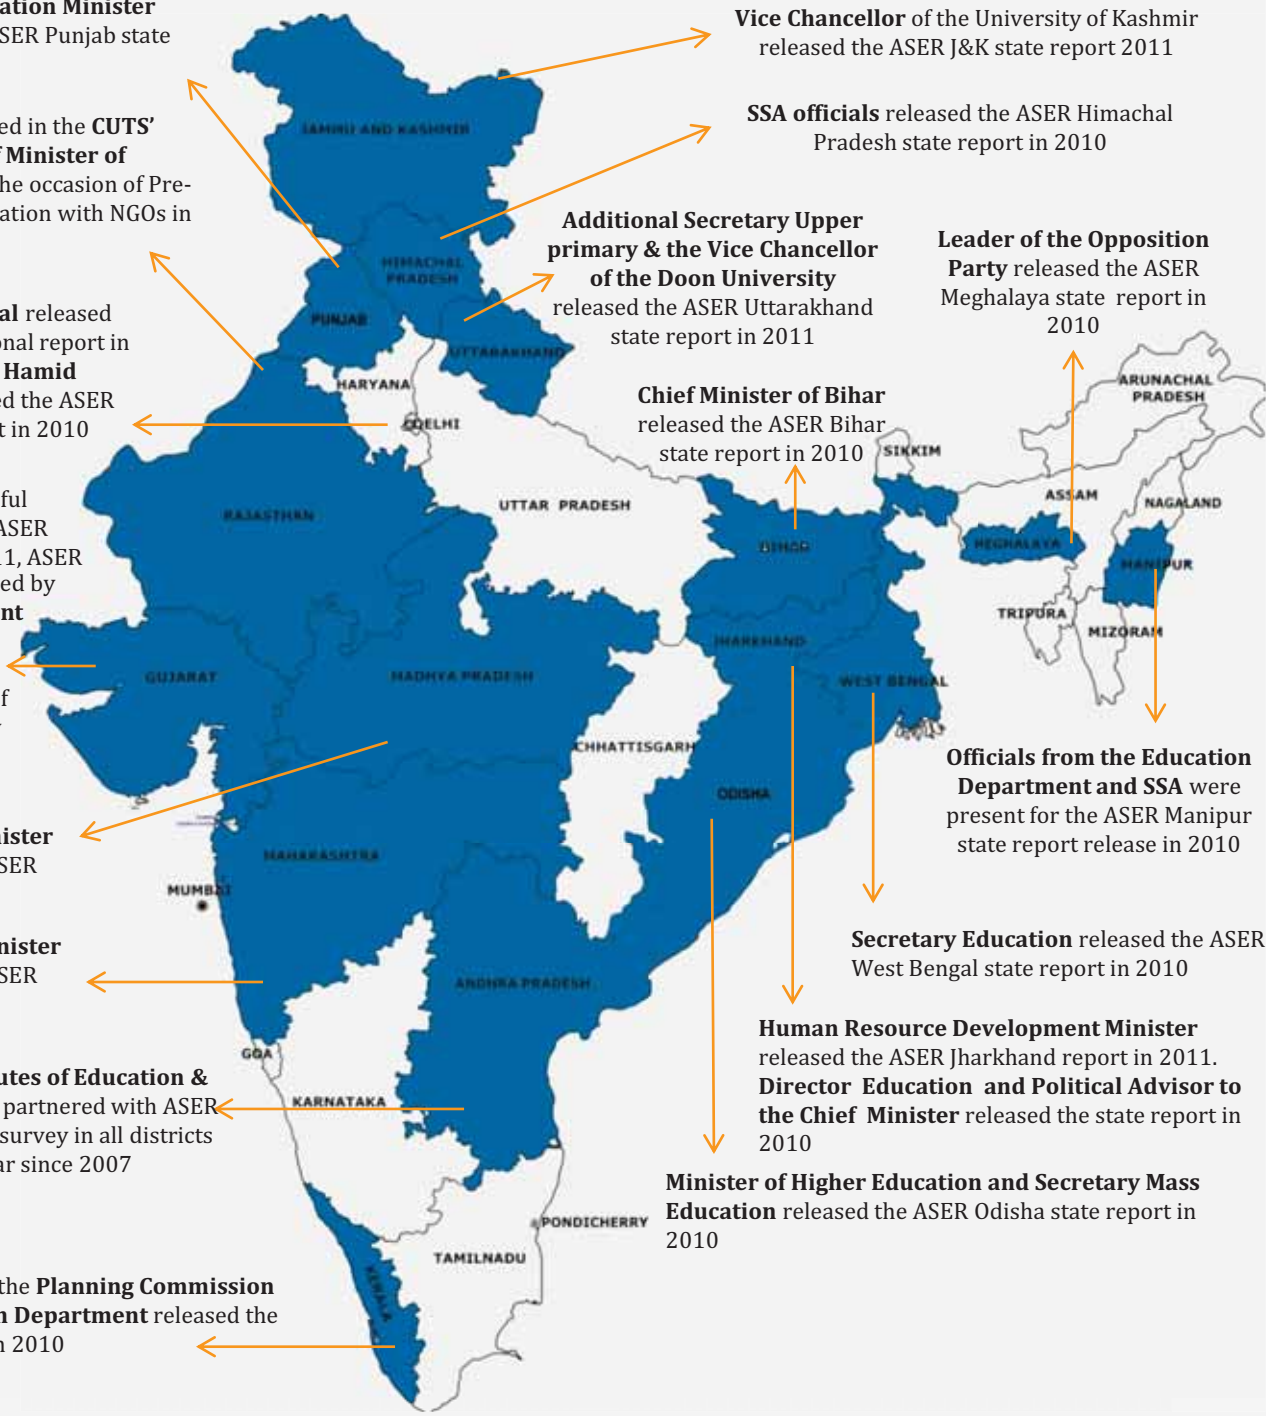 ation Minister
SER Punjab state
ed in the CUTS’
f Minister of
he occasion of Pre-
ation with NGOs in
al released
onal report in
Hamid
ed the ASER
t in 2010
ful
ASER
11, ASER
ed by
nt
of
nister
SER
nister
SER
utes of Education &
partnered with ASER
survey in all districts
ar since 2007
the Planning Commission
n Department released the
n 2010
Vice Chancellor of the University of Kashmir
released the ASER J&K state report 2011
SSA officials released the ASER Himachal
Pradesh state report in 2010
Additional Secretary Upper
primary & the Vice Chancellor
of the Doon University
released the ASER Uttarakhand
state report in 2011
Leader of the Opposition
Party released the ASER
Meghalaya state report in
2010
Chief Minister of Bihar
released the ASER Bihar
state report in 2010
Officials from the Education
Department and SSA were
present for the ASER Manipur
state report release in 2010
Secretary Education released the ASER
West Bengal state report in 2010
Human Resource Development Minister
released the ASER Jharkhand report in 2011.
Director Education and Political Advisor to
the Chief Minister released the state report in
2010
Minister of Higher Education and Secretary Mass
Education released the ASER Odisha state report in
2010
JAMMU AND KASHMIR
HIMACHAL
PRADESH
PUNJAB
UTTARAKHAND
HARYANA
DELHI
ARUNACHAL
PRADESH
SIKKIM
RAJASTHAN
UTTAR PRADESH
ASSAM
NAGALAND
BIHAR
MEGHALAYA
MANIPUR
TRIPURA
MIZORAM
JHARKHAND
GUJARAT
MADHYA PRADESH
WEST BENGAL
CHHATTISGARH
ODISHA
MAHARASHTRA
MUMBAI
ANDHRA PRADESH
GOA
KARNATAKA
PONDICHERRY
TAMILNADU
KERALA